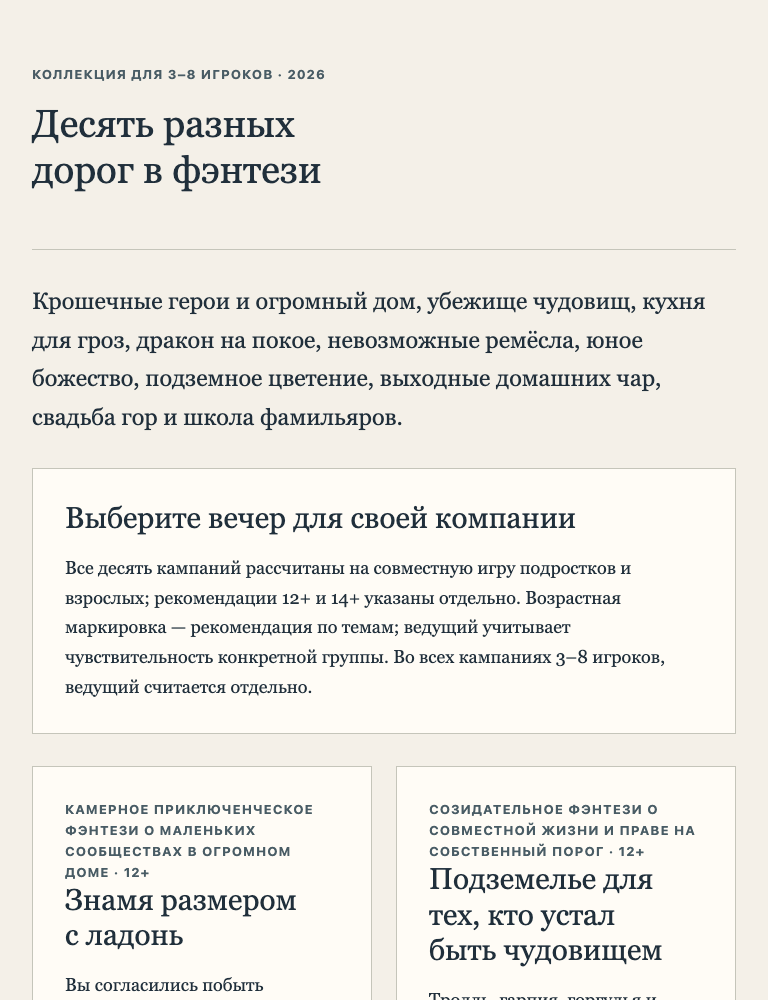 КОЛЛЕКЦИЯ ДЛЯ 3–8 ИГРОКОВ · 2026
Десять разных
дорог в фэнтези
Крошечные герои и огромный дом, убежище чудовищ, кухня
для гроз, дракон на покое, невозможные ремёсла, юное
божество, подземное цветение, выходные домашних чар,
свадьба гор и школа фамильяров.
Выберите вечер для своей компании
Все десять кампаний рассчитаны на совместную игру подростков и
взрослых; рекомендации 12+ и 14+ указаны отдельно. Возрастная
маркировка — рекомендация по темам; ведущий учитывает
чувствительность конкретной группы. Во всех кампаниях 3–8 игроков,
ведущий считается отдельно.
КАМЕРНОЕ ПРИКЛЮЧЕНЧЕСКОЕ
ФЭНТЕЗИ О МАЛЕНЬКИХ
СООБЩЕСТВАХ В ОГРОМНОМ
ДОМЕ · 12+
Знамя размером
с ладонь
Вы согласились побыть
СОЗИДАТЕЛЬНОЕ ФЭНТЕЗИ О
СОВМЕСТНОЙ ЖИЗНИ И ПРАВЕ НА
СОБСТВЕННЫЙ ПОРОГ · 12+
Подземелье для
тех, кто устал
быть чудовищем
Тролль, гарпия, горгулья и